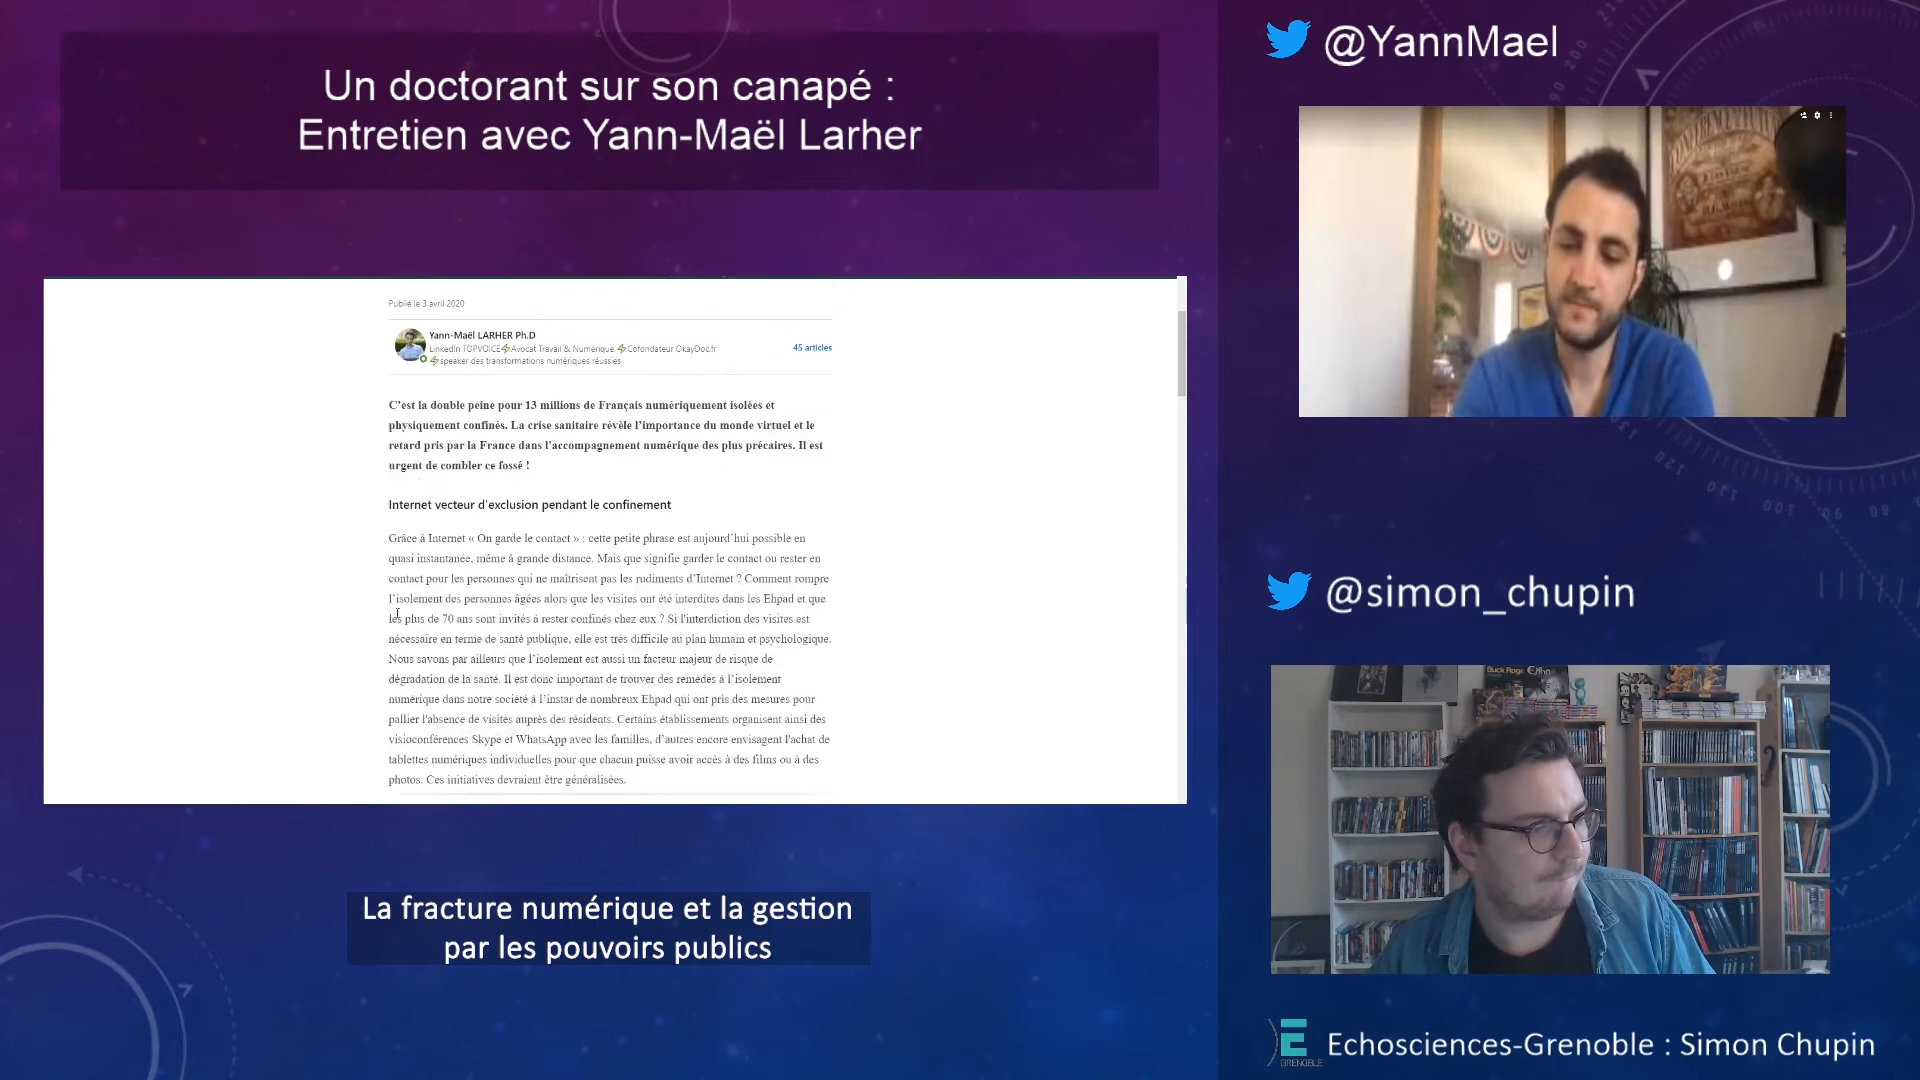 Un doctorant sur son canapé :
Entretien avec Yann-Maël Larher
@YannMael
Publié le 3 avril 2020
Yann-Maël LARHER Ph.D
LinkedIn TOPVOICE⚡Avocat Travail & Numérique ⚡Cofondateur OkayDoc.fr
⚡speaker des transformations numériques réussies
45 articles
C'est la double peine pour 13 millions de Français numériquement isolées et
physiquement confinés. La crise sanitaire révèle l'importance du monde virtuel et le
retard pris par la France dans l'accompagnement numérique des plus précaires. Il est
urgent de combler ce fossé !
Internet vecteur d'exclusion pendant le confinement
Grâce à Internet « On garde le contact » : cette petite phrase est aujourd'hui possible en
quasi instantanée, même à grande distance. Mais que signifie garder le contact ou rester en
contact pour les personnes qui ne maîtrisent pas les rudiments d'Internet ? Comment rompre
l'isolement des personnes âgées alors que les visites ont été interdites dans les Ehpad et que
les plus de 70 ans sont invités à rester confinés chez eux ? Si l'interdiction des visites est
nécessaire en terme de santé publique, elle est très difficile au plan humain et psychologique.
Nous savons par ailleurs que l'isolement est aussi un facteur majeur de risque de
dégradation de la santé. Il est donc important de trouver des remèdes à l'isolement
numérique dans notre société à l'instar de nombreux Ehpad qui ont pris des mesures pour
pallier l'absence de visites auprès des résidents. Certains établissements organisent ainsi des
visioconférences Skype et WhatsApp avec les familles, d'autres encore envisagent l'achat de
tablettes numériques individuelles pour que chacun puisse avoir accès à des films ou à des
photos. Ces initiatives devraient être généralisées.
@simon_chupin
La fracture numérique et la gestion
par les pouvoirs publics
GRENOBLE
Echosciences-Grenoble : Simon Chupin